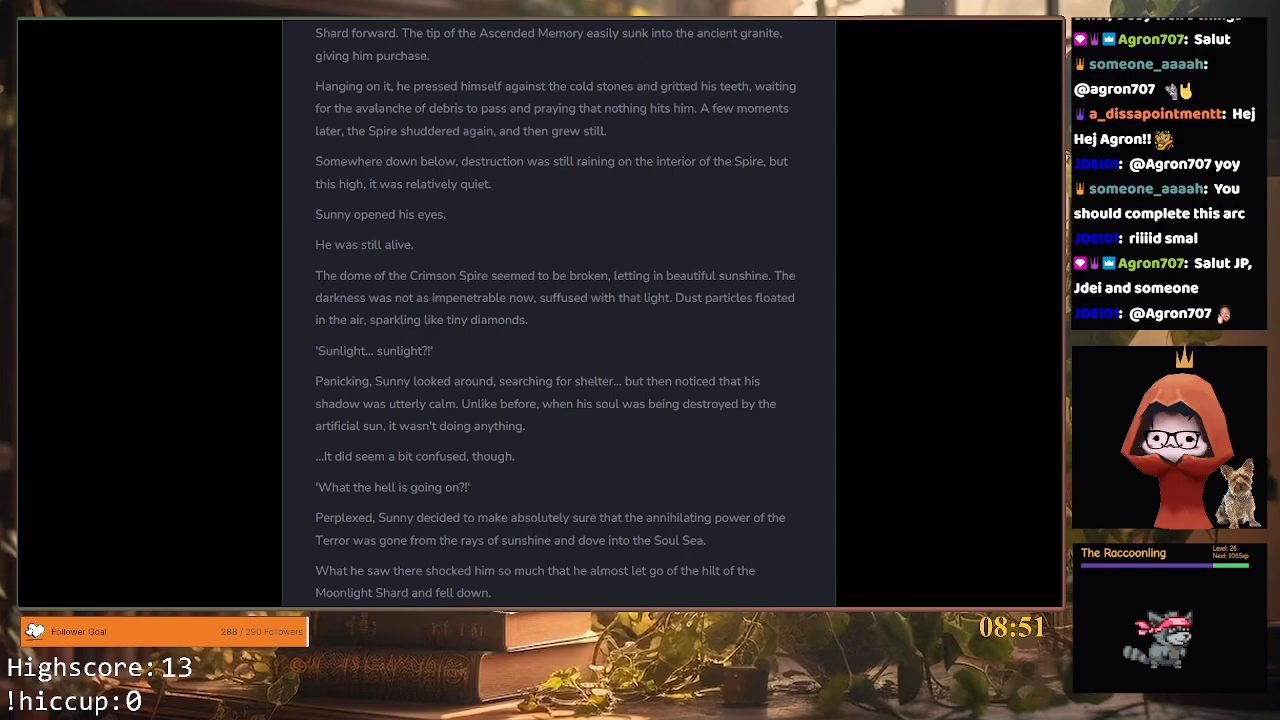 Shard forward. The tip of the Ascended Memory easily sunk into the ancient granite,
giving him purchase.
Hanging on it, he pressed himself against the cold stones and gritted his teeth, waiting
for the avalanche of debris to pass and praying that nothing hits him. A few moments
later, the Spire shuddered again, and then grew still.
Somewhere down below, destruction was still raining on the interior of the Spire, but
this high, it was relatively quiet.
Sunny opened his eyes.
He was still alive.
The dome of the Crimson Spire seemed to be broken, letting in beautiful sunshine. The
darkness was not as impenetrable now, suffused with that light. Dust particles floated
in the air, sparkling like tiny diamonds.
'Sunlight... sunlight?!'
Panicking, Sunny looked around, searching for shelter... but then noticed that his
shadow was utterly calm. Unlike before, when his soul was being destroyed by the
artificial sun, it wasn't doing anything.
...It did seem a bit confused, though.
'What the hell is going on?!'
Perplexed, Sunny decided to make absolutely sure that the annihilating power of the
Terror was gone from the rays of sunshine and dove into the Soul Sea.
What he saw there shocked him so much that he almost let go of the hilt of the
Moonlight Shard and fell down.
Agron707: Salut
someone_aaaah:
@agron707
a_dissapointmentt: Hej
Hej Agron!!
JDEI01: @Agron707 yoy
someone_aaaah: You
should complete this arc
JDEI01: riiiid smal
Agron707: Salut JP,
Jdei and someone
JDEI01: @Agron707
The Raccoonling
Level: 26
Next: 1065xp
Follower Goal
288 / 290 Followers
08:51
Highscore:13
!hiccup:0